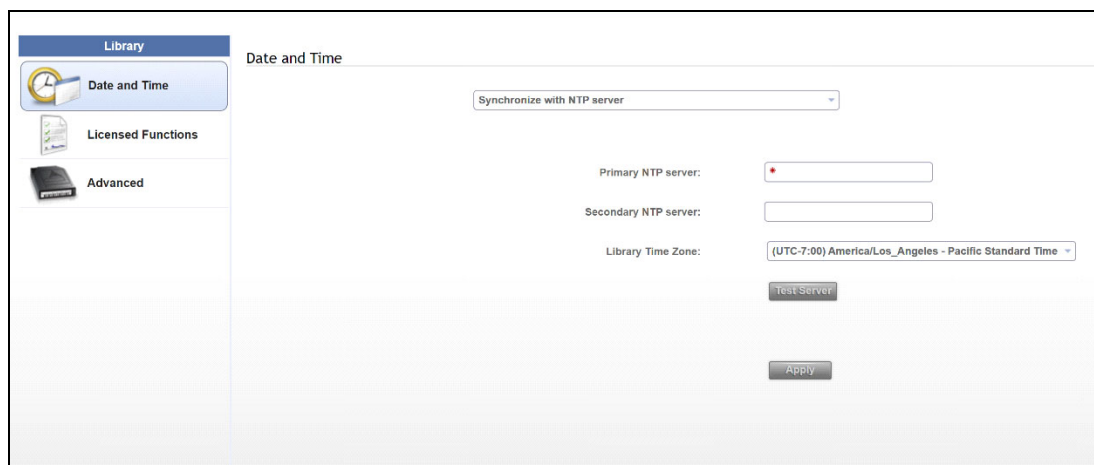 Library
Date and Time
Licensed Functions
Advanced
Date and Time
Synchronize with NTP server
Primary NTP server:
*
Secondary NTP server:
Library Time Zone:
(UTC-7:00) America/Los_Angeles - Pacific Standard Time
Test Server
Apply